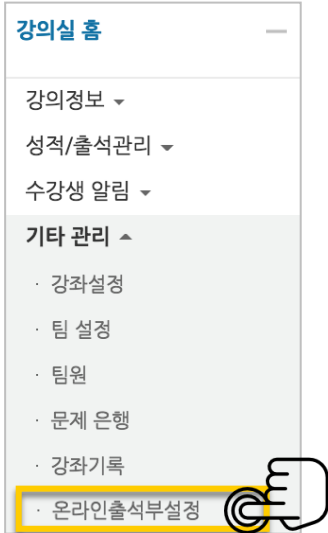 강의실 홈
강의정보
성적/출석관리
수강생 알림
기타 관리
· 강좌설정
· 팀 설정
· 팀원
· 문제 은행
· 강좌기록
· 온라인출석부설정